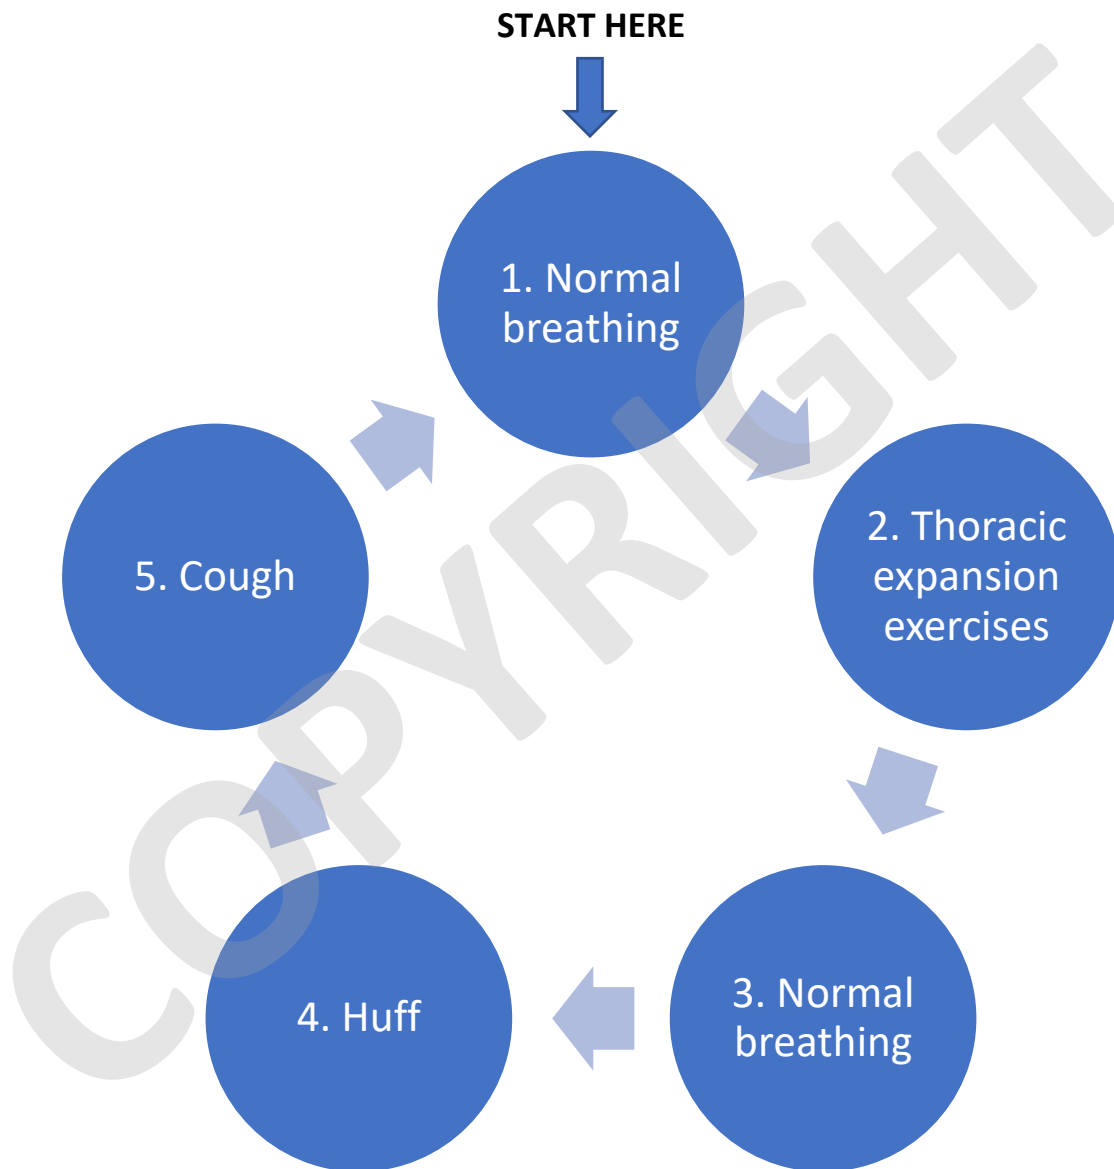 START HERE
1. Normal
breathing
2. Thoracic
expansion
exercises
3. Normal
breathing
4. Huff
5. Cough
COPYRIGHT